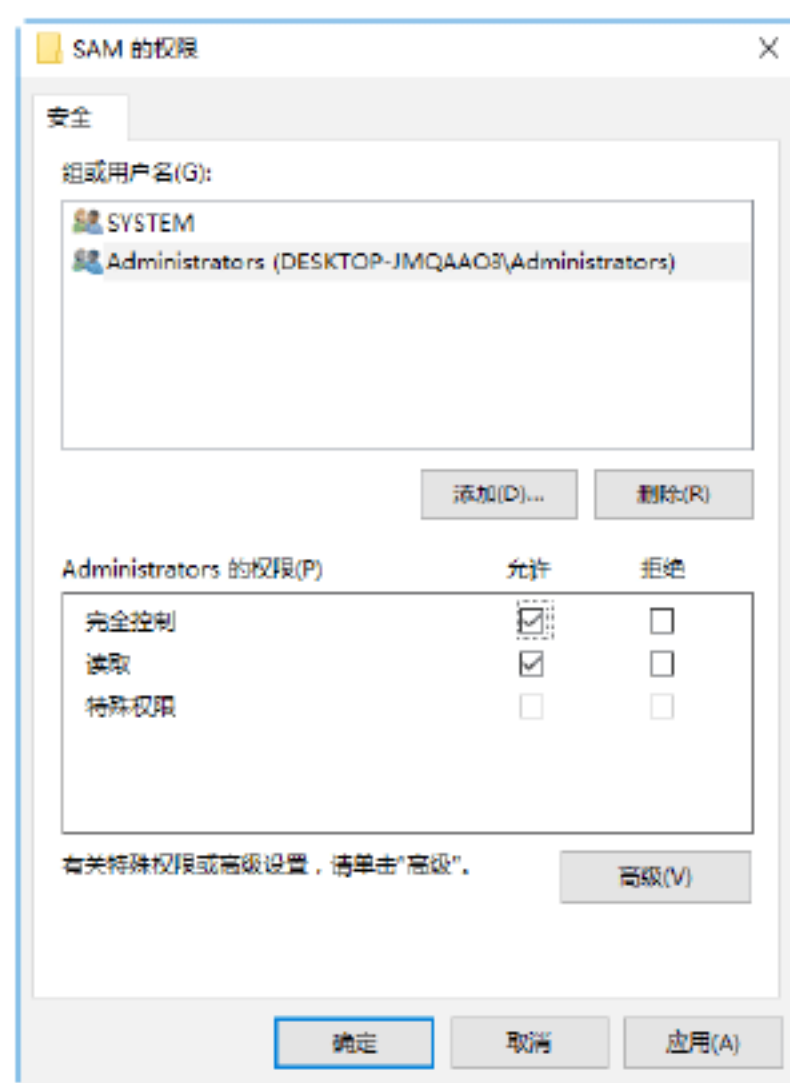 SAM 的权限
安全
组或用户名(G):
SYSTEM
Administrators (DESKTOP-JMQAAO3\Administrators)
添加(D)... 删除(R)
Administrators 的权限(P) 允许 拒绝
完全控制
读取
特殊权限
有关特殊权限或高级设置，请单击"高级"。
高级(V)
确定 取消 应用(A)